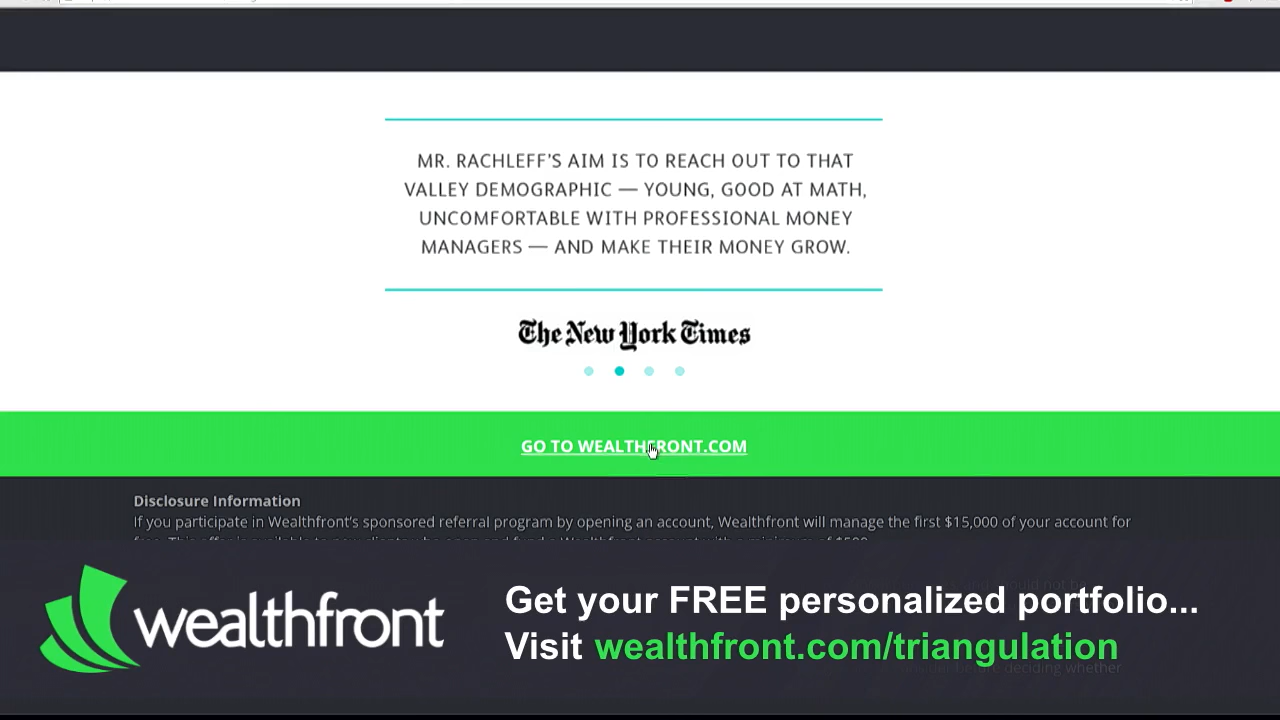 MR. RACHLEFF'S AIM IS TO REACH OUT TO THAT
VALLEY DEMOGRAPHIC — YOUNG, GOOD AT MATH,
UNCOMFORTABLE WITH PROFESSIONAL MONEY
MANAGERS — AND MAKE THEIR MONEY GROW.
The New York Times
GO TO WEALTHFRONT.COM
Disclosure Information
If you participate in Wealthfront's sponsored referral program by opening an account, Wealthfront will manage the first $15,000 of your account for
wealthfront
Get your FREE personalized portfolio...
Visit wealthfront.com/triangulation
deciding whether